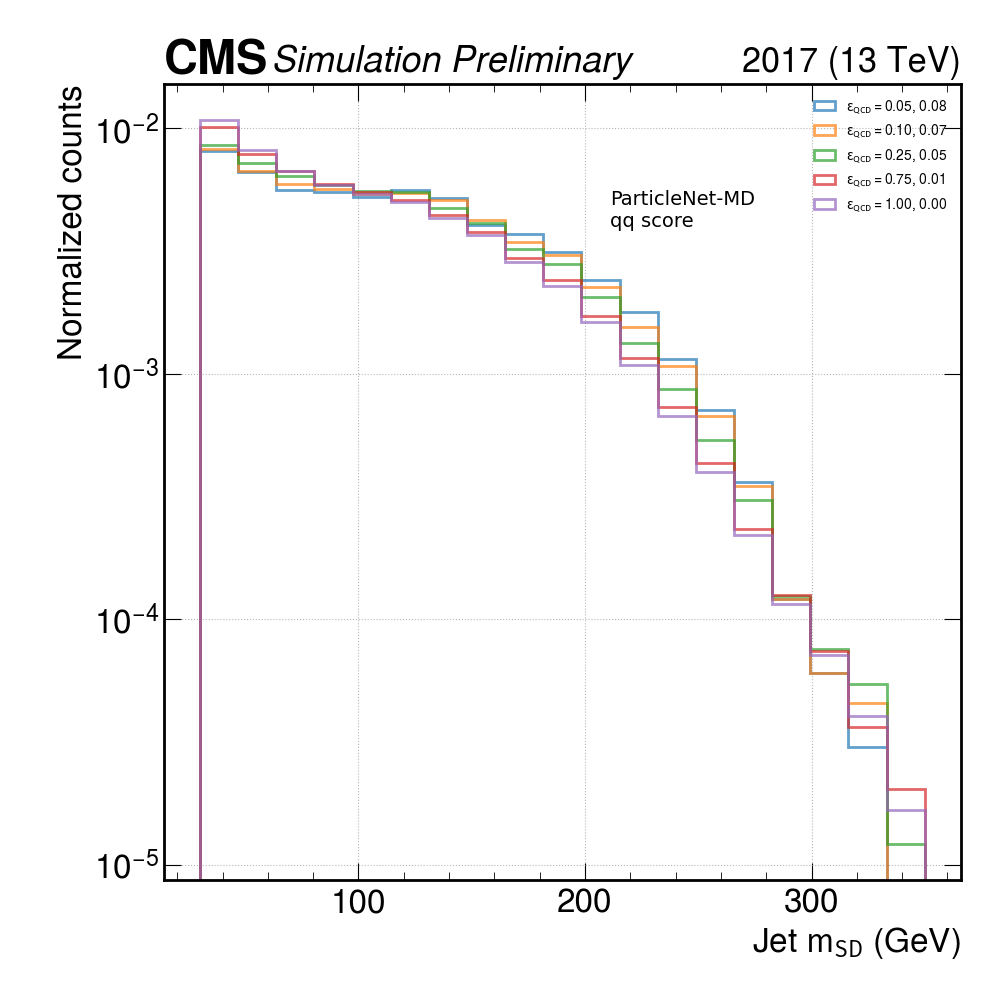 CMS Simulation Preliminary 2017 (13 TeV)
Normalized counts
10⁻²
10⁻³
10⁻⁴
10⁻⁵
ε_QCD = 0.05, 0.08
ε_QCD = 0.10, 0.07
ε_QCD = 0.25, 0.05
ε_QCD = 0.75, 0.01
ε_QCD = 1.00, 0.00
ParticleNet-MD
qq score
100 200 300
Jet m_SD (GeV)